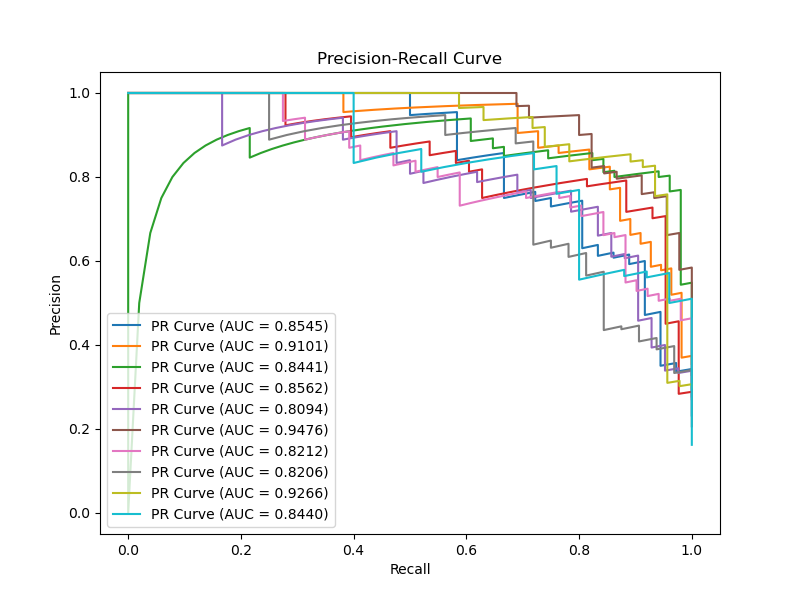 Precision-Recall Curve
1.0
0.8
0.6
0.4
0.2
0.0
Precision
PR Curve (AUC = 0.8545)
PR Curve (AUC = 0.9101)
PR Curve (AUC = 0.8441)
PR Curve (AUC = 0.8562)
PR Curve (AUC = 0.8094)
PR Curve (AUC = 0.9476)
PR Curve (AUC = 0.8212)
PR Curve (AUC = 0.8206)
PR Curve (AUC = 0.9266)
PR Curve (AUC = 0.8440)
0.0 0.2 0.4 0.6 0.8 1.0
Recall